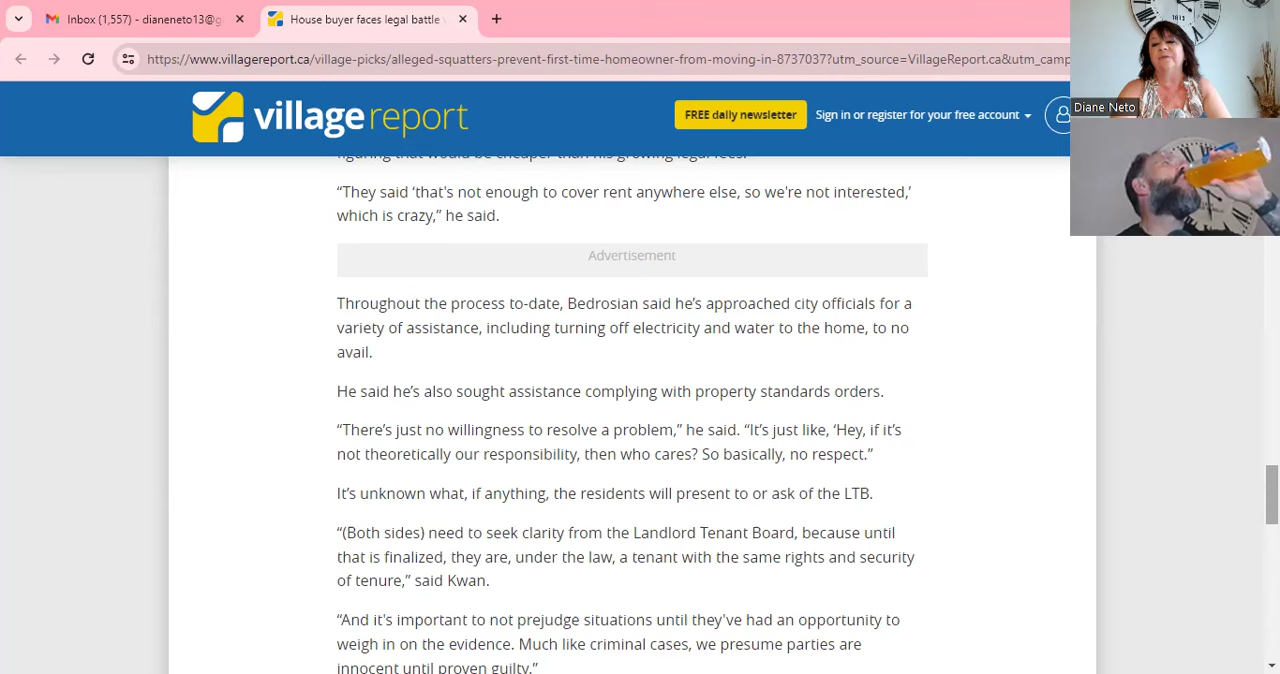 Inbox (1,557) - dianeneto13@g
House buyer faces legal battle
https://www.villagereport.ca/village-picks/alleged-squatters-prevent-first-time-homeowner-from-moving-in-8737037?utm_source=VillageReport.ca&utm_camp
village report
FREE daily newsletter
Sign in or register for your free account
Diane Neto
figuring that would be cheaper than his growing legal fees.
“They said ‘that's not enough to cover rent anywhere else, so we're not interested,’
which is crazy,” he said.
Advertisement
Throughout the process to-date, Bedrosian said he’s approached city officials for a
variety of assistance, including turning off electricity and water to the home, to no
avail.
He said he’s also sought assistance complying with property standards orders.
“There’s just no willingness to resolve a problem,” he said. “It’s just like, ‘Hey, if it’s
not theoretically our responsibility, then who cares? So basically, no respect.”
It’s unknown what, if anything, the residents will present to or ask of the LTB.
“(Both sides) need to seek clarity from the Landlord Tenant Board, because until
that is finalized, they are, under the law, a tenant with the same rights and security
of tenure,” said Kwan.
“And it's important to not prejudge situations until they've had an opportunity to
weigh in on the evidence. Much like criminal cases, we presume parties are
innocent until proven guilty.”